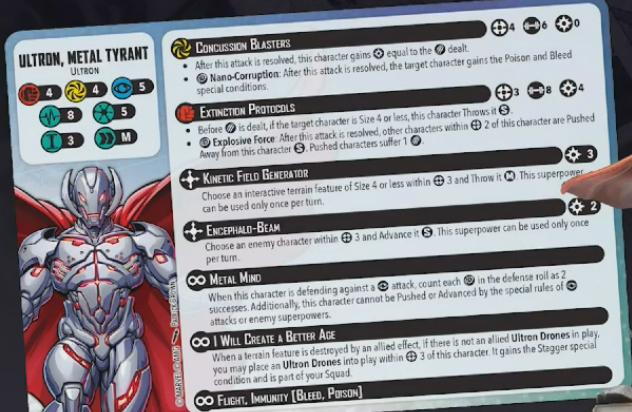 ULTRON, METAL TYRANT
ULTRON
4 4 5
8 5
3 M
CONCUSSION BLASTERS 4 6 0
After this attack is resolved, this character gains equal to the dealt.
Nano-Corruption: After this attack is resolved, the target character gains the Poison and Bleed
special conditions.
EXTINCTION PROTOCOLS 3 8 4
Before is dealt, if the target character is Size 4 or less, this character Throws it S.
Explosive Force: After this attack is resolved, other characters within 2 of this character are Pushed
Away from this character S. Pushed characters suffer 1
KINETIC FIELD GENERATOR 3
Choose an interactive terrain feature of Size 4 or less within 3 and Throw it M. This superpower
can be used only once per turn.
ENCEPHALO-BEAM 2
Choose an enemy character within 3 and Advance it S. This superpower can be used only once
per turn.
METAL MIND
When this character is defending against a attack, count each in the defense roll as 2
successes. Additionally, this character cannot be Pushed or Advanced by the special rules of
attacks or enemy superpowers.
I WILL CREATE A BETTER AGE
When a terrain feature is destroyed by an allied effect, if there is not an allied Ultron Drones in play,
you may place an Ultron Drones into play within 3 of this character. It gains the Stagger special
condition and is part of your Squad.
FLIGHT, IMMUNITY [BLEED, POISON]